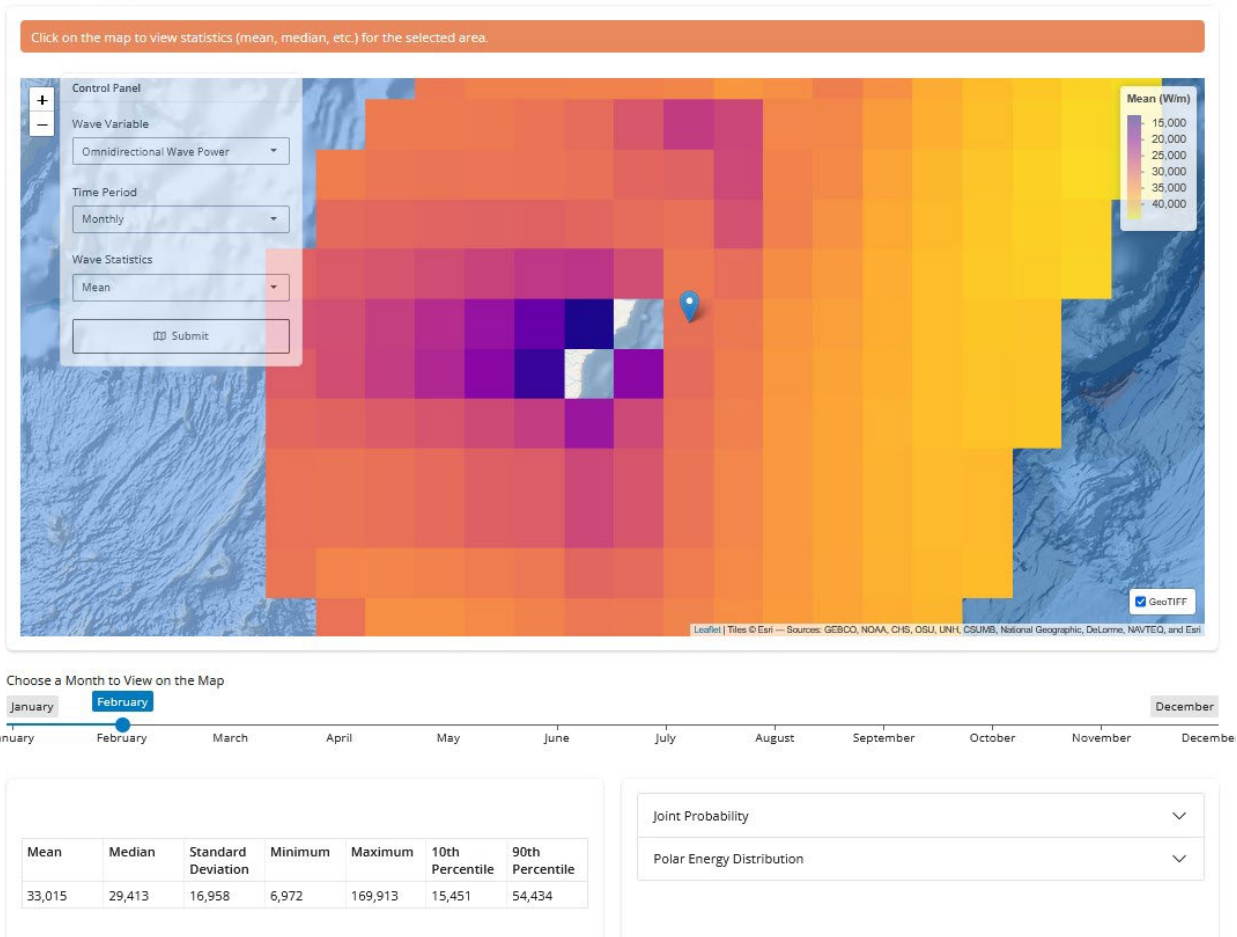 Click on the map to view statistics (mean, median, etc.) for the selected area.
+
−
Control Panel
Wave Variable
Omnidirectional Wave Power
Time Period
Monthly
Wave Statistics
Mean
Submit
Mean (W/m)
15,000
20,000
25,000
30,000
35,000
40,000
GeoTIFF
Leaflet | Tiles © Esri — Sources: GEBCO, NOAA, CHS, OSU, UNH, CSUMB, National Geographic, DeLorme, NAVTEQ, and Esri
Choose a Month to View on the Map
January February December
nuary February March April May June July August September October November Decembe
Joint Probability
Polar Energy Distribution
Mean Median Standard Deviation Minimum Maximum 10th Percentile 90th Percentile
33,015 29,413 16,958 6,972 169,913 15,451 54,434